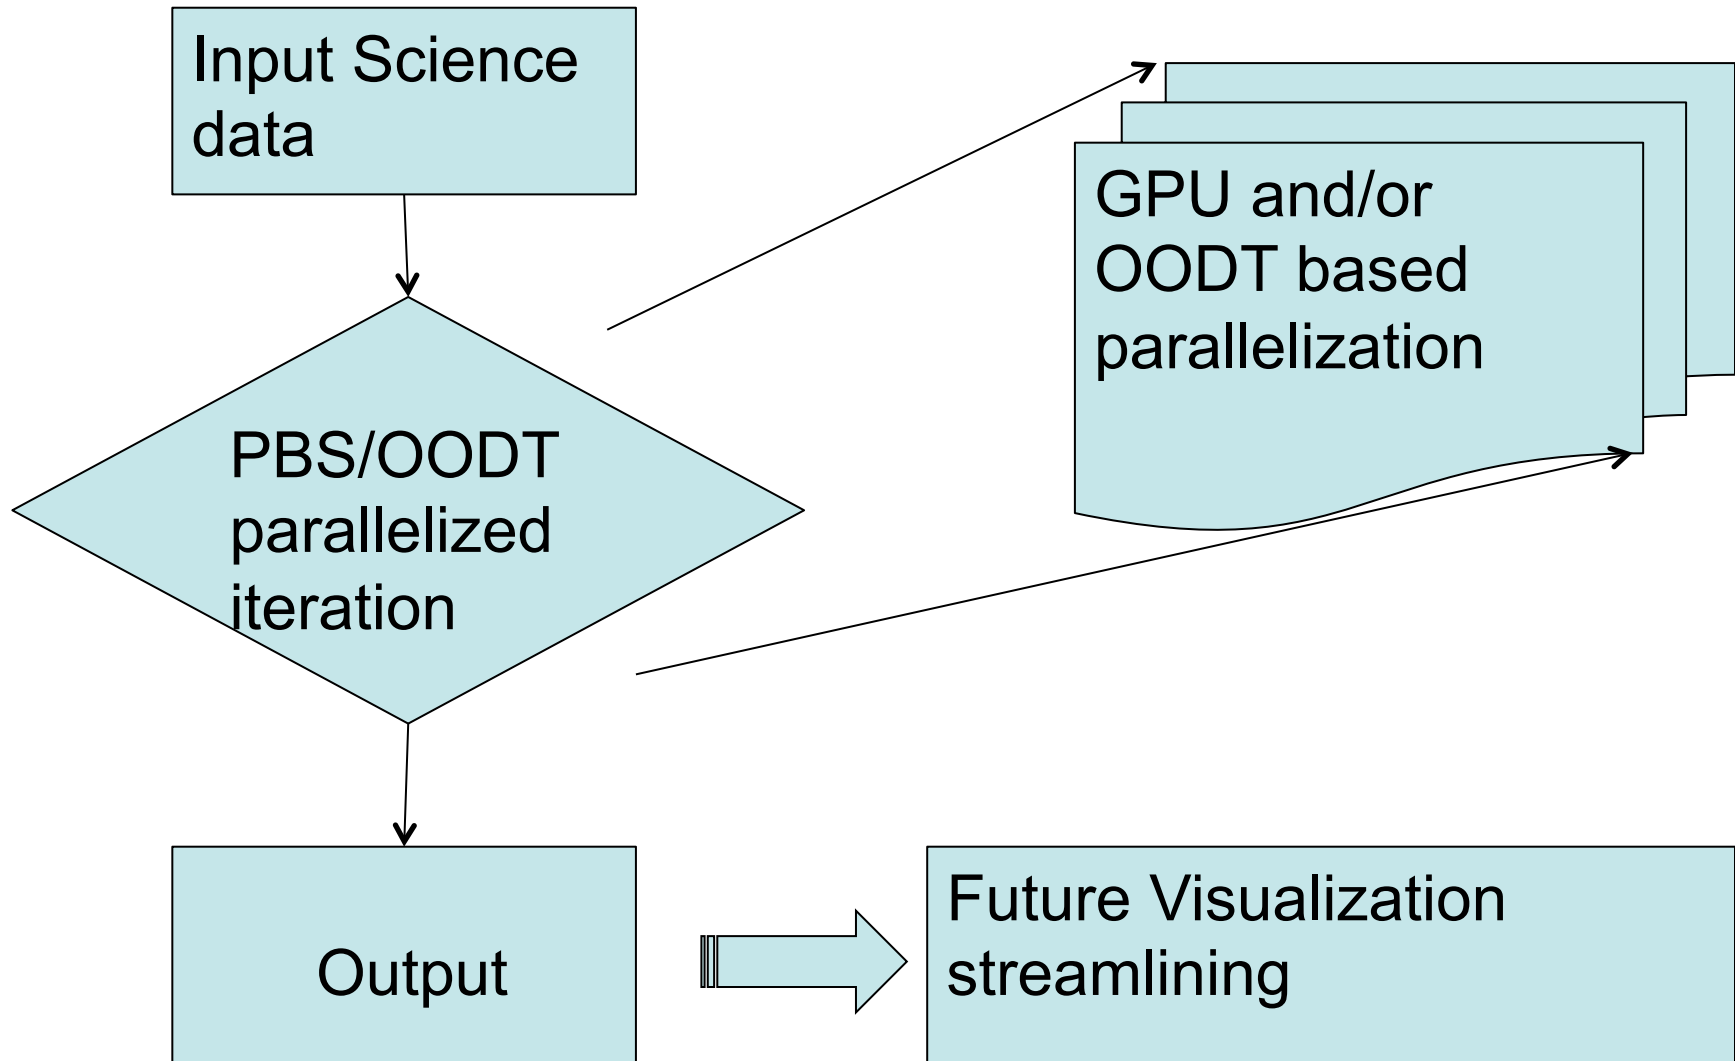 Input Science
data
GPU and/or
OODT based
parallelization
PBS/OODT
parallelized
iteration
Output
Future Visualization
streamlining